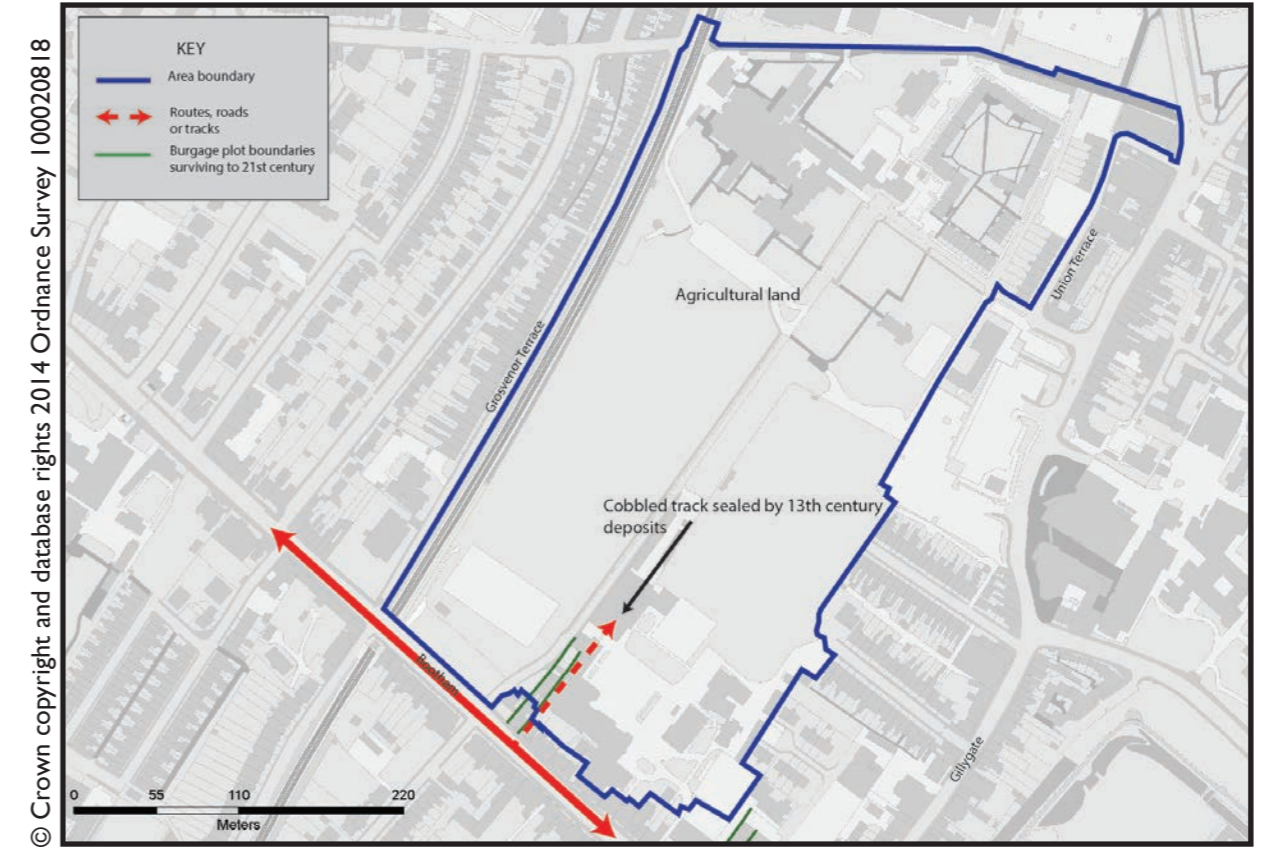 © Crown copyright and database rights 2014 Ordnance Survey 100020818
KEY
Area boundary
Routes, roads
or tracks
Burgage plot boundaries
surviving to 21st century
Union Terrace
Agricultural land
Grosvenor Terrace
Cobbled track sealed by 13th century
deposits
Bootham
Gillygate
0 55 110 220
Meters